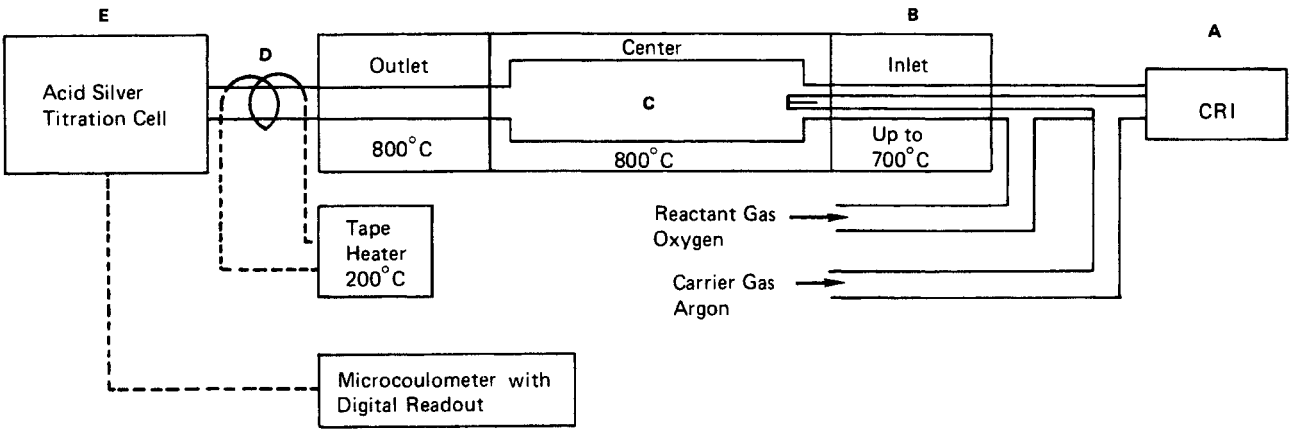 E
B
A
D
Center
Outlet
Inlet
Acid Silver
Titration Cell
C
CRI
800°C
800°C
Up to
700°C
Reactant Gas
Oxygen
Tape
Heater
200°C
Carrier Gas
Argon
Microcoulometer with
Digital Readout